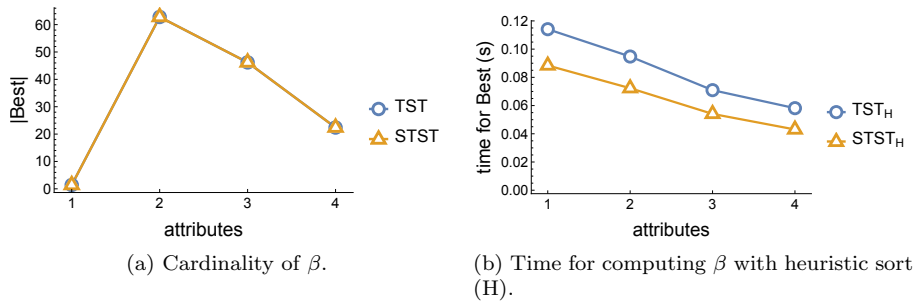 |Best|
60
50
40
30
20
10
0
1 2 3 4
attributes
TST
STST
(a) Cardinality of β.
time for Best (s)
0.12
0.10
0.08
0.06
0.04
0.02
0.00
1 2 3 4
attributes
TST_H
STST_H
(b) Time for computing β with heuristic sort
(H).